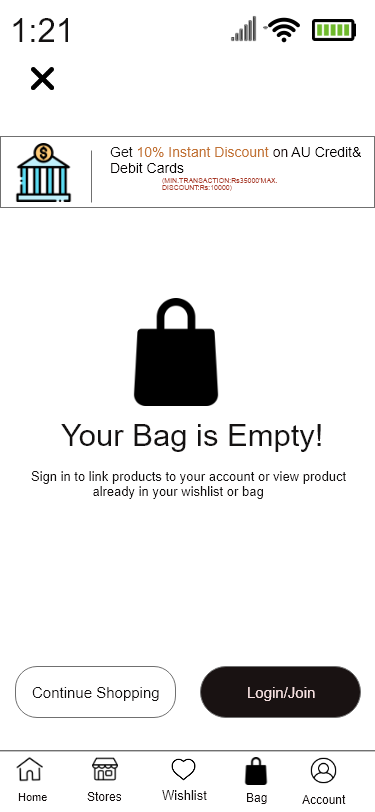 1:21
Get 10% Instant Discount on AU Credit&
Debit Cards
(MIN.TRANSACTION:Rs35000'MAX.
DISCOUNT:Rs:10000)
Your Bag is Empty!
Sign in to link products to your account or view product
already in your wishlist or bag
Continue Shopping
Login/Join
Home
Stores
Wishlist
Bag
Account